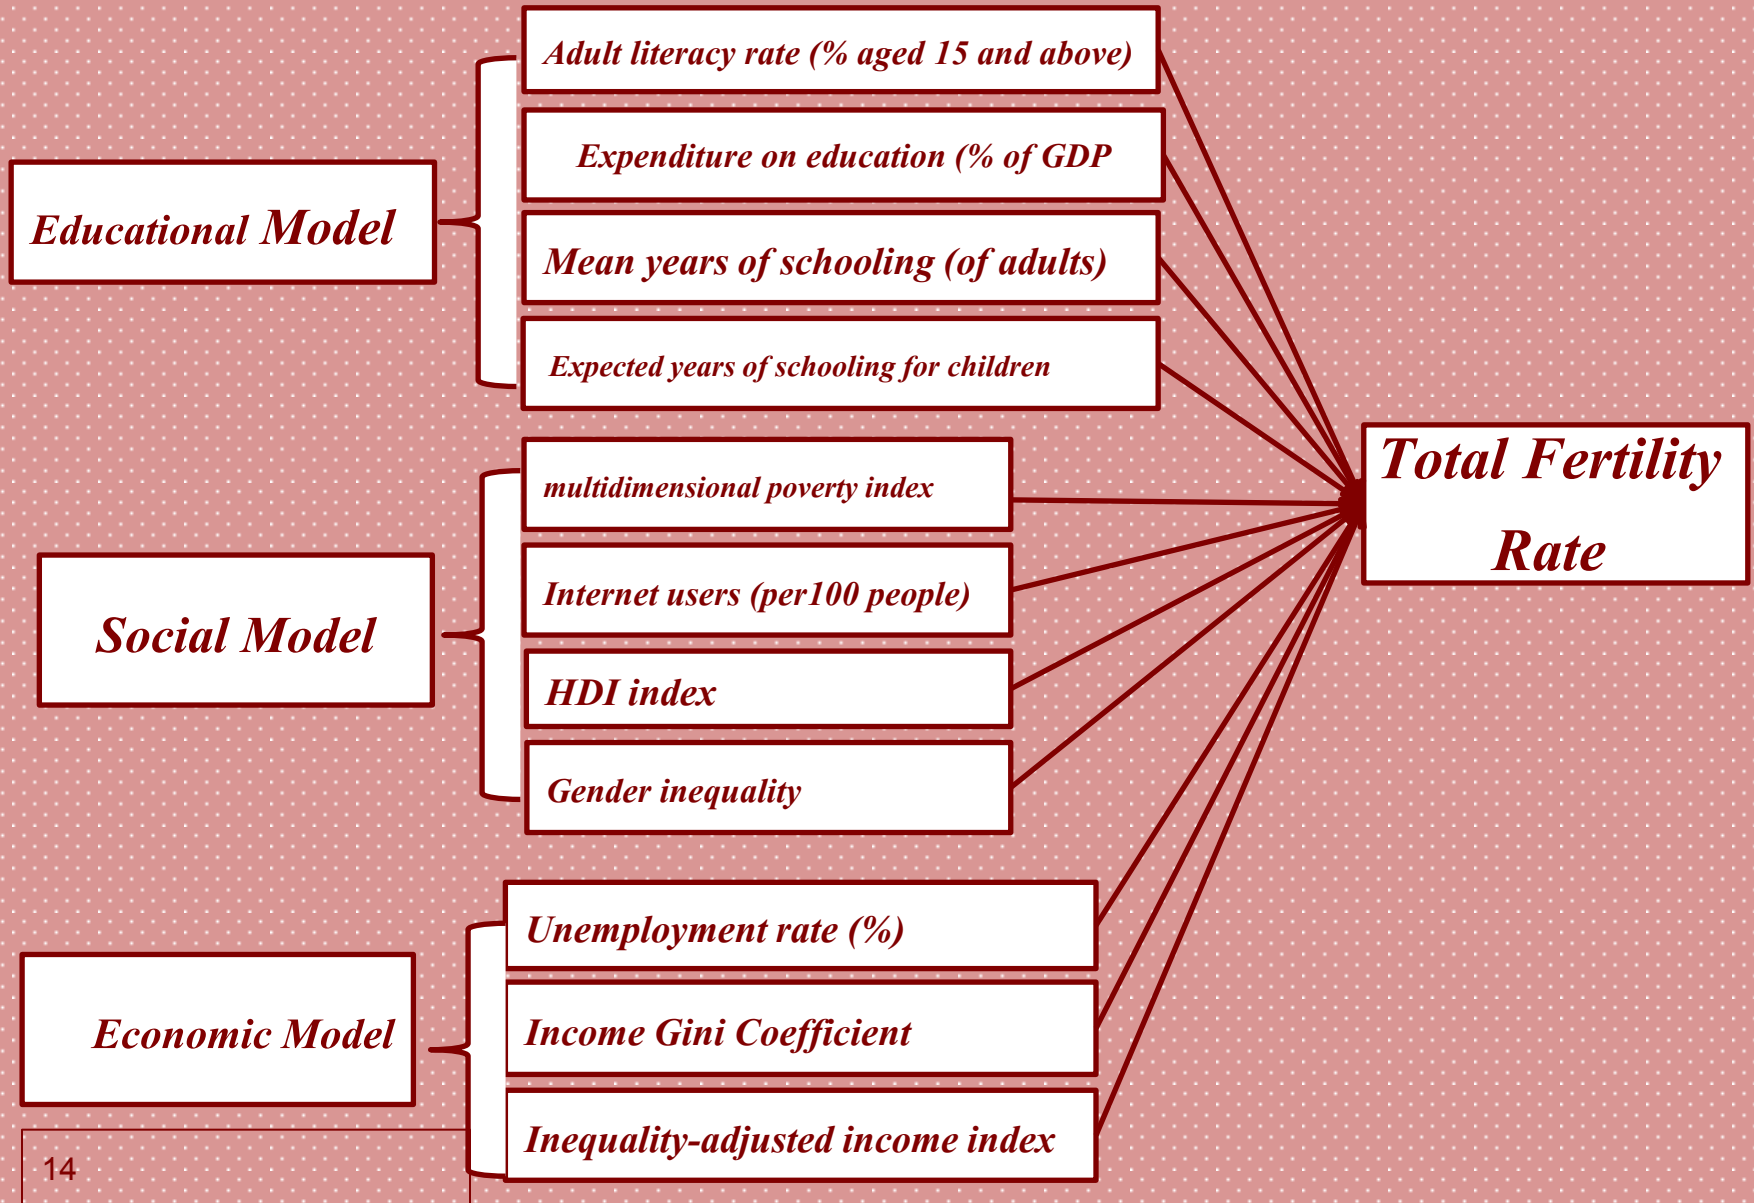 Adult literacy rate (% aged 15 and above)
Expenditure on education (% of GDP
Educational Model
Mean years of schooling (of adults)
Expected years of schooling for children
Total Fertility
Rate
multidimensional poverty index
Internet users (per100 people)
Social Model
HDI index
Gender inequality
Unemployment rate (%)
Economic Model
Income Gini Coefficient
Inequality-adjusted income index
14